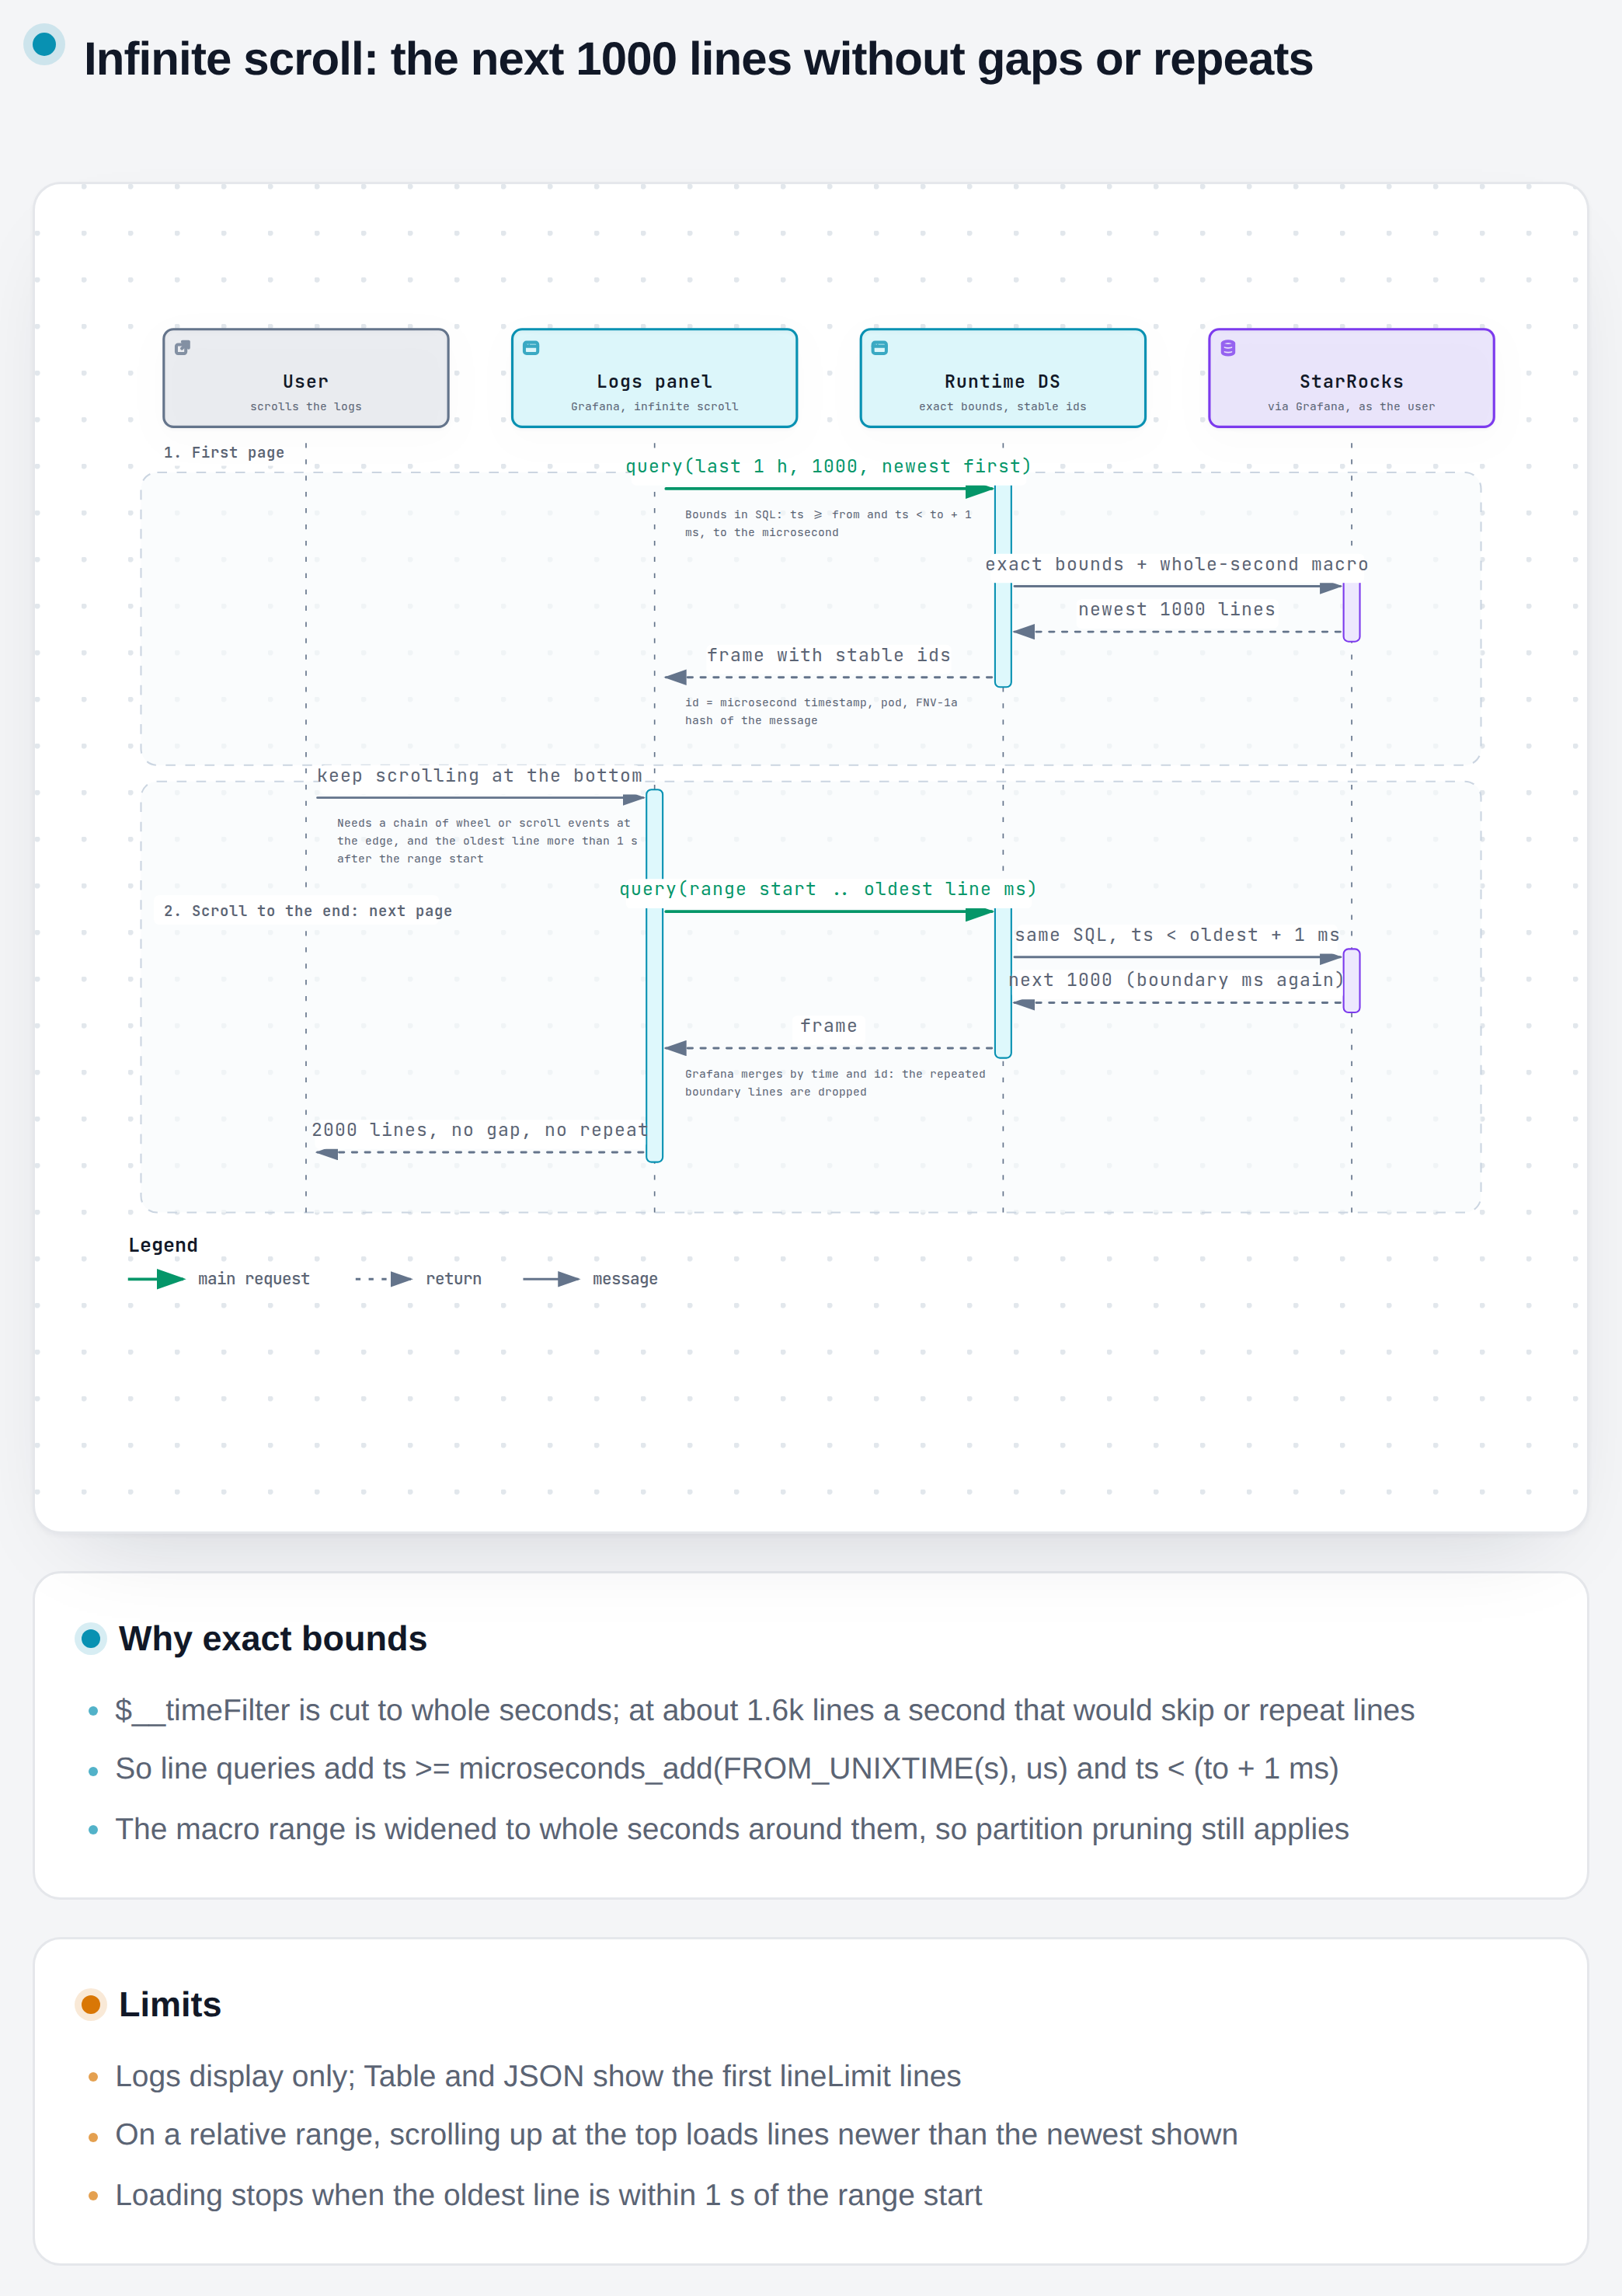 Infinite scroll: the next 1000 lines without gaps or repeats
User
scrolls the logs
Logs panel
Grafana, infinite scroll
Runtime DS
exact bounds, stable ids
StarRocks
via Grafana, as the user
1. First page
query(last 1 h, 1000, newest first)
Bounds in SQL: ts ⩾ from and ts < to + 1
ms, to the microsecond
exact bounds + whole-second macro
newest 1000 lines
frame with stable ids
id = microsecond timestamp, pod, FNV-1a
hash of the message
keep scrolling at the bottom
Needs a chain of wheel or scroll events at
the edge, and the oldest line more than 1 s
after the range start
query(range start .. oldest line ms)
2. Scroll to the end: next page
same SQL, ts < oldest + 1 ms
next 1000 (boundary ms again)
frame
Grafana merges by time and id: the repeated
boundary lines are dropped
2000 lines, no gap, no repeat
Legend
main request
return
message
Why exact bounds
$__timeFilter is cut to whole seconds; at about 1.6k lines a second that would skip or repeat lines
So line queries add ts >= microseconds_add(FROM_UNIXTIME(s), us) and ts < (to + 1 ms)
The macro range is widened to whole seconds around them, so partition pruning still applies
Limits
Logs display only; Table and JSON show the first lineLimit lines
On a relative range, scrolling up at the top loads lines newer than the newest shown
Loading stops when the oldest line is within 1 s of the range start